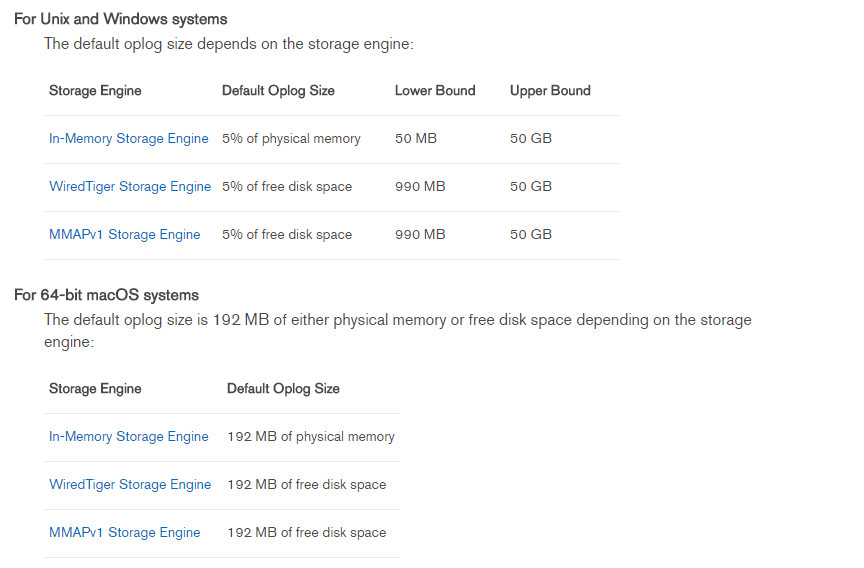 For Unix and Windows systems
The default oplog size depends on the storage engine:
Storage Engine Default Oplog Size Lower Bound Upper Bound
In-Memory Storage Engine 5% of physical memory 50 MB 50 GB
WiredTiger Storage Engine 5% of free disk space 990 MB 50 GB
MMAPv1 Storage Engine 5% of free disk space 990 MB 50 GB
For 64-bit macOS systems
The default oplog size is 192 MB of either physical memory or free disk space depending on the storage
engine:
Storage Engine Default Oplog Size
In-Memory Storage Engine 192 MB of physical memory
WiredTiger Storage Engine 192 MB of free disk space
MMAPv1 Storage Engine 192 MB of free disk space